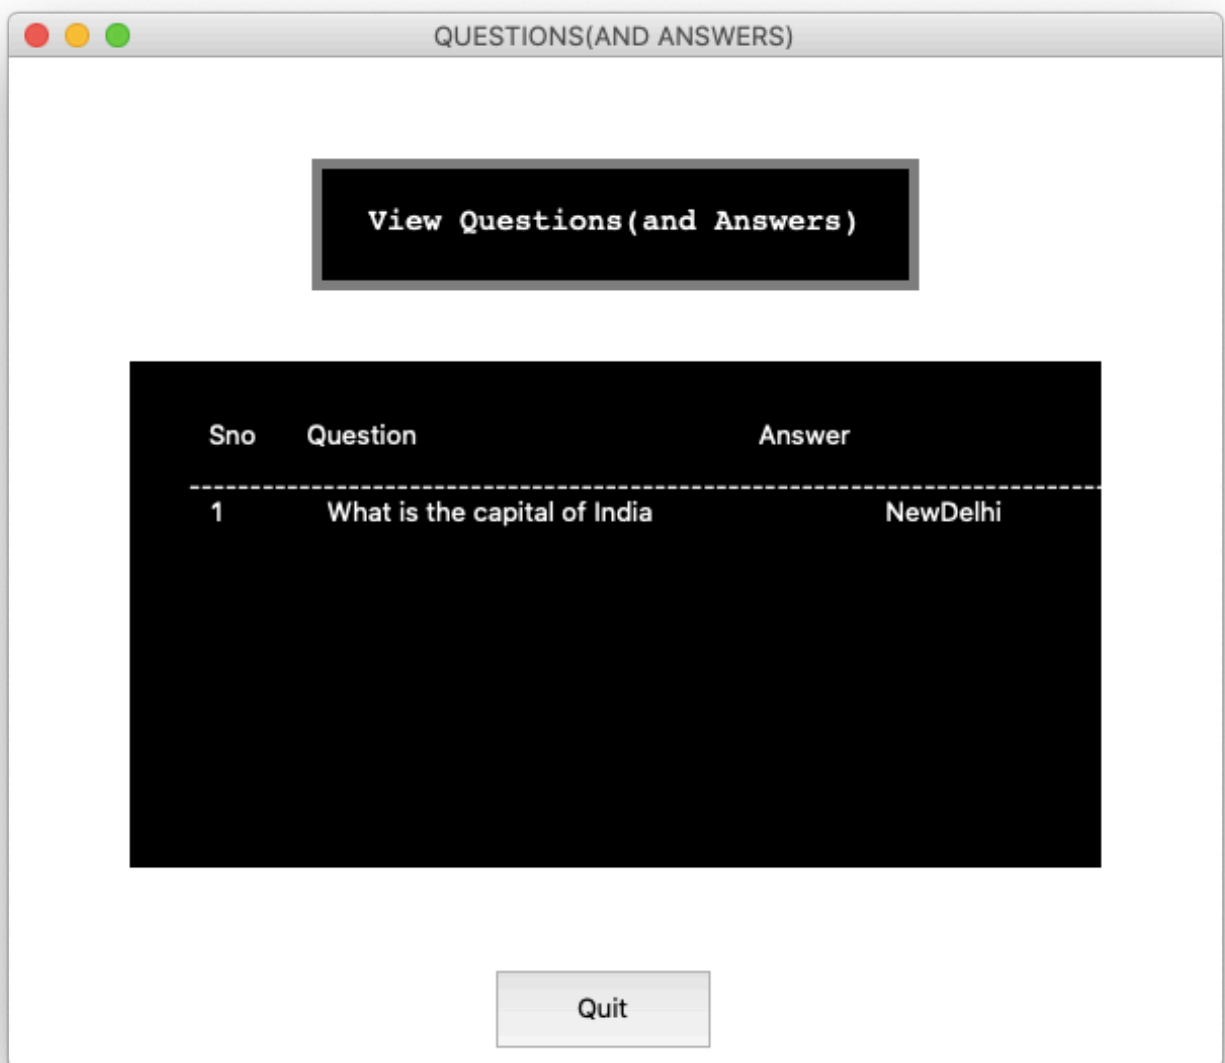 QUESTIONS(AND ANSWERS)
View Questions(and Answers)
Sno Question Answer
--------------------------------------------------------------------------
1 What is the capital of India NewDelhi
Quit